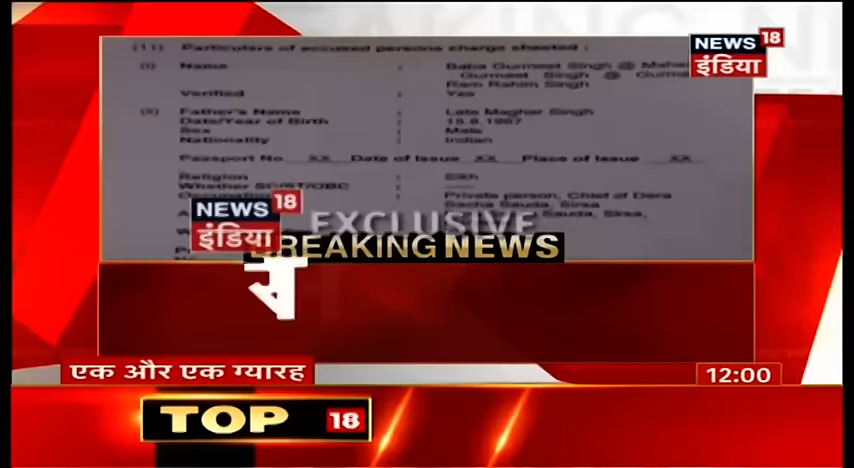 (11) Particulars of accused persons charge sheeted :
(i) Name : Baba Gurmeet Singh @
Gurmeet Singh @
Ram Rahim Singh
Verified : Yes
(ii) Father's Name : Late Maghar Singh
Date/Year of Birth : 15.8.1967
Sex : Male
Nationality : Indian
Passport No. XX Date of Issue XX Place of Issue XX
Religion : Sikh
Whether SC/ST/OBC :
: Private person, Chief of Dera
Sacha Sauda, Sirsa
Sauda, Sirsa,
NEWS 18
इंडिया
NEWS 18
इंडिया
EXCLUSIVE
BREAKING NEWS
एक और एक ग्यारह
12:00
TOP 18